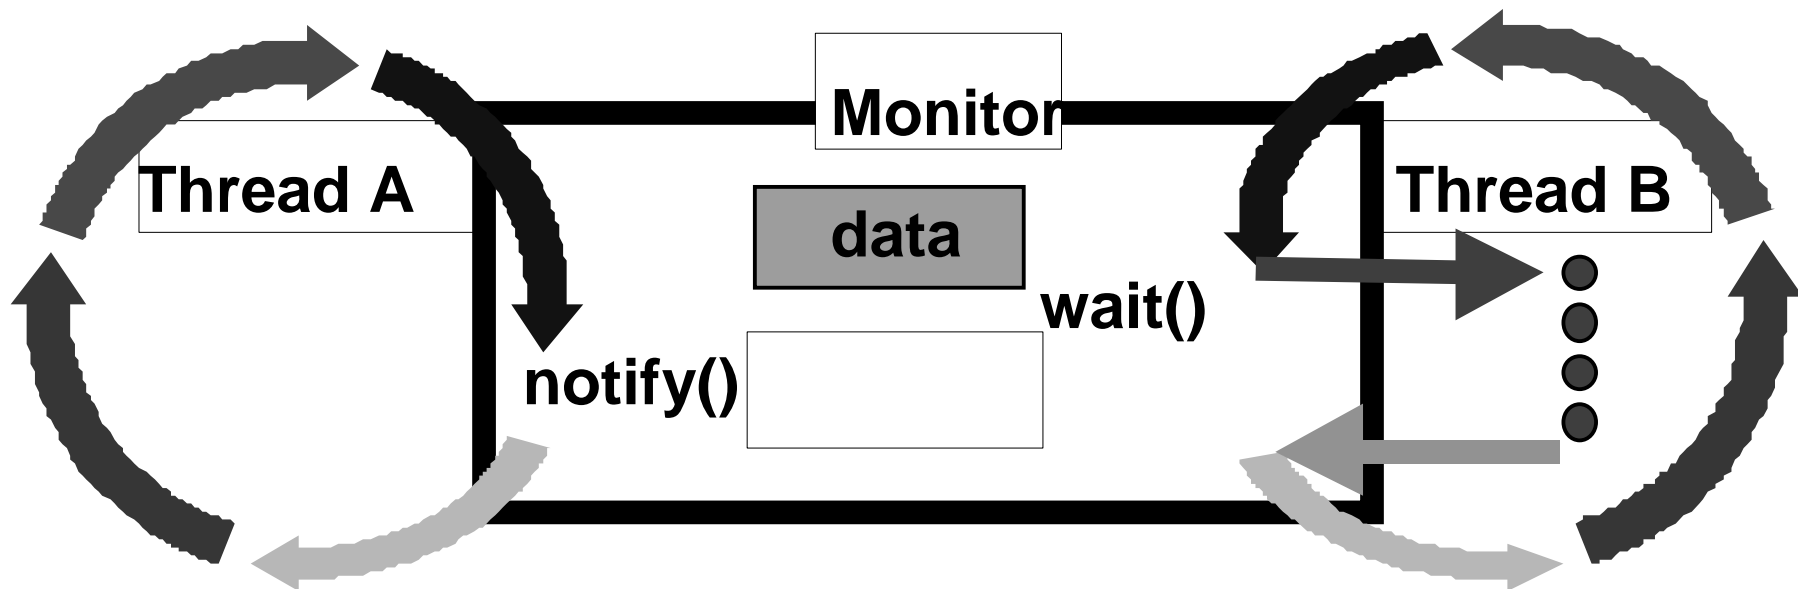 Monitor
Thread A
Thread B
data
wait()
notify()